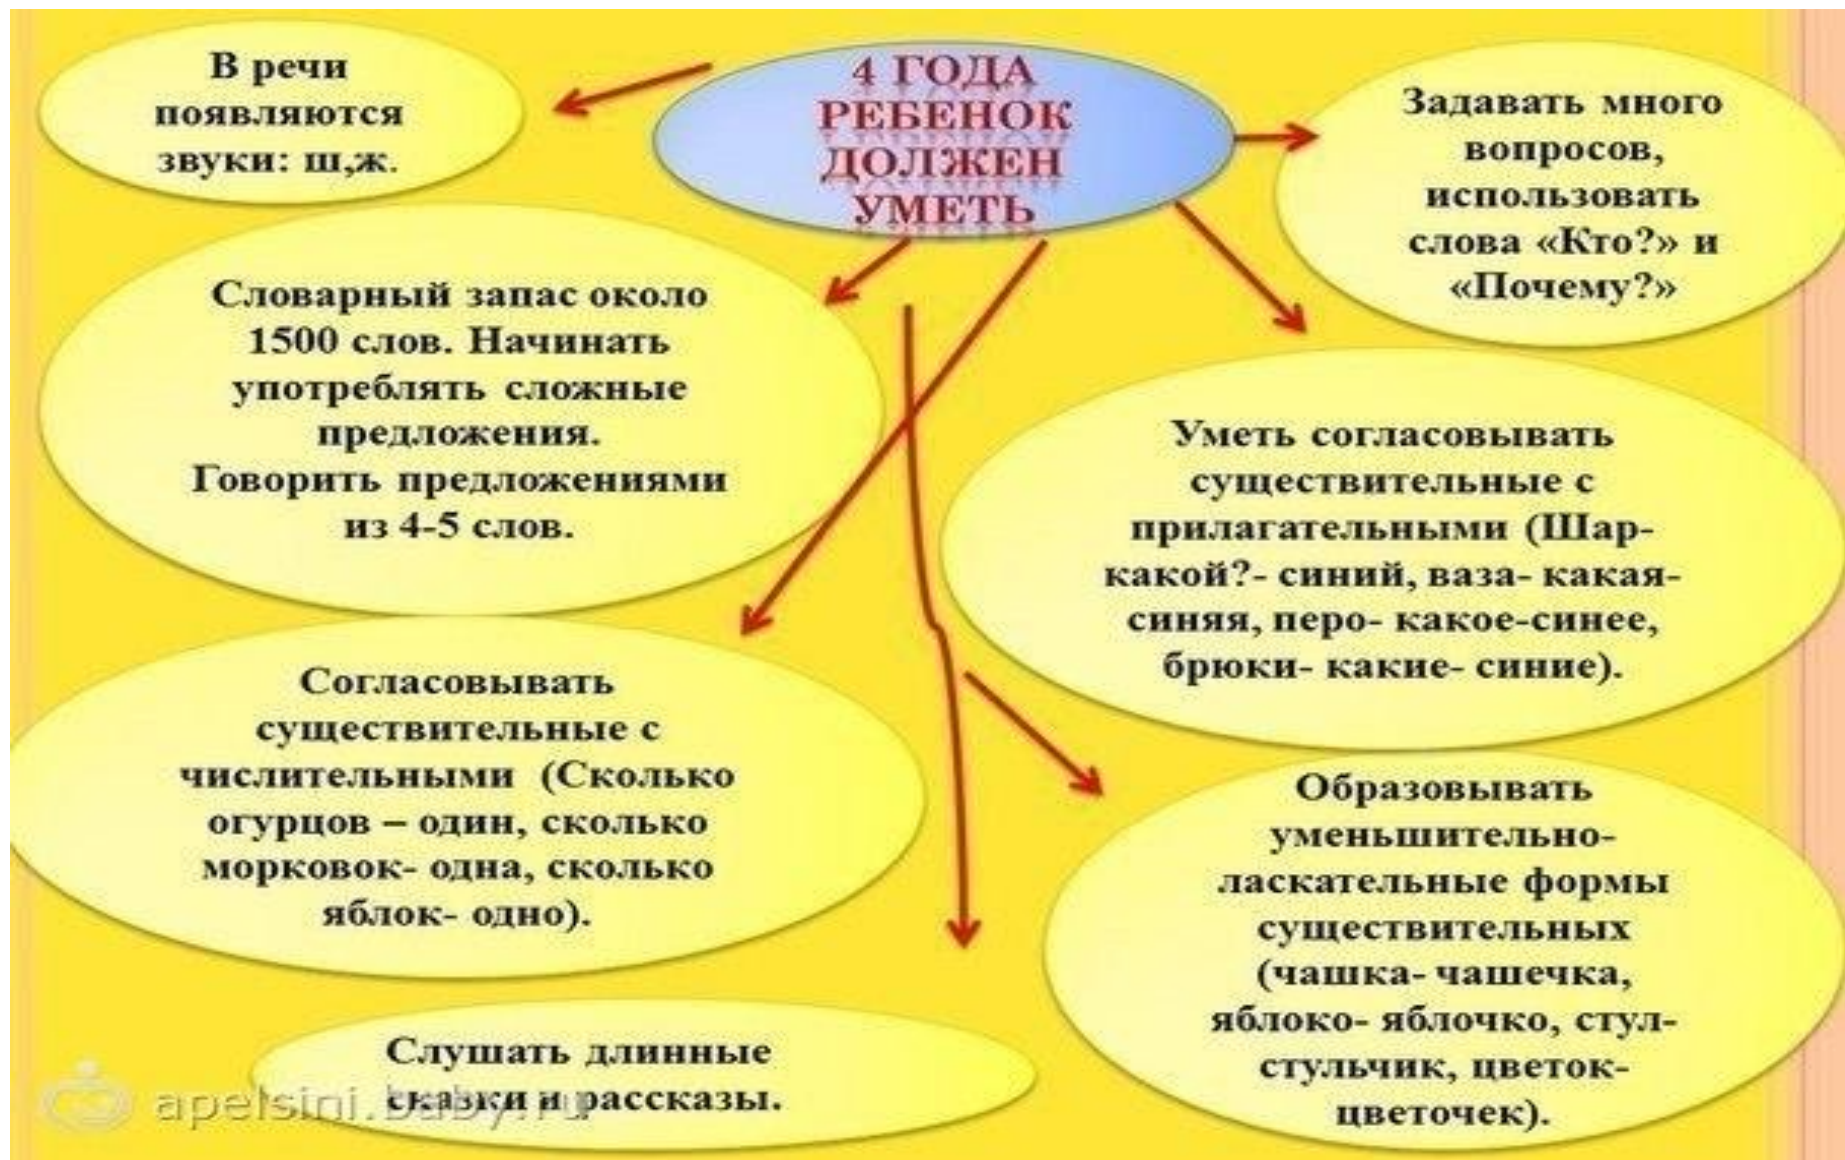 4 ГОДА
РЕБЕНОК
ДОЛЖЕН
УМЕТЬ
В речи
появляются
звуки: ш,ж.
Задавать много
вопросов,
использовать
слова «Кто?» и
«Почему?»
Словарный запас около
1500 слов. Начинать
употреблять сложные
предложения.
Говорить предложениями
из 4-5 слов.
Уметь согласовывать
существительные с
прилагательными (Шар-
какой?- синий, ваза- какая-
синяя, перо- какое-синее,
брюки- какие- синие).
Согласовывать
существительные с
числительными (Сколько
огурцов – один, сколько
морковок- одна, сколько
яблок- одно).
Образовывать
уменьшительно-
ласкательные формы
существительных
(чашка- чашечка,
яблоко- яблочко, стул-
стульчик, цветок-
цветочек).
Слушать длинные
сказки и рассказы.
apelsini.baby.ru